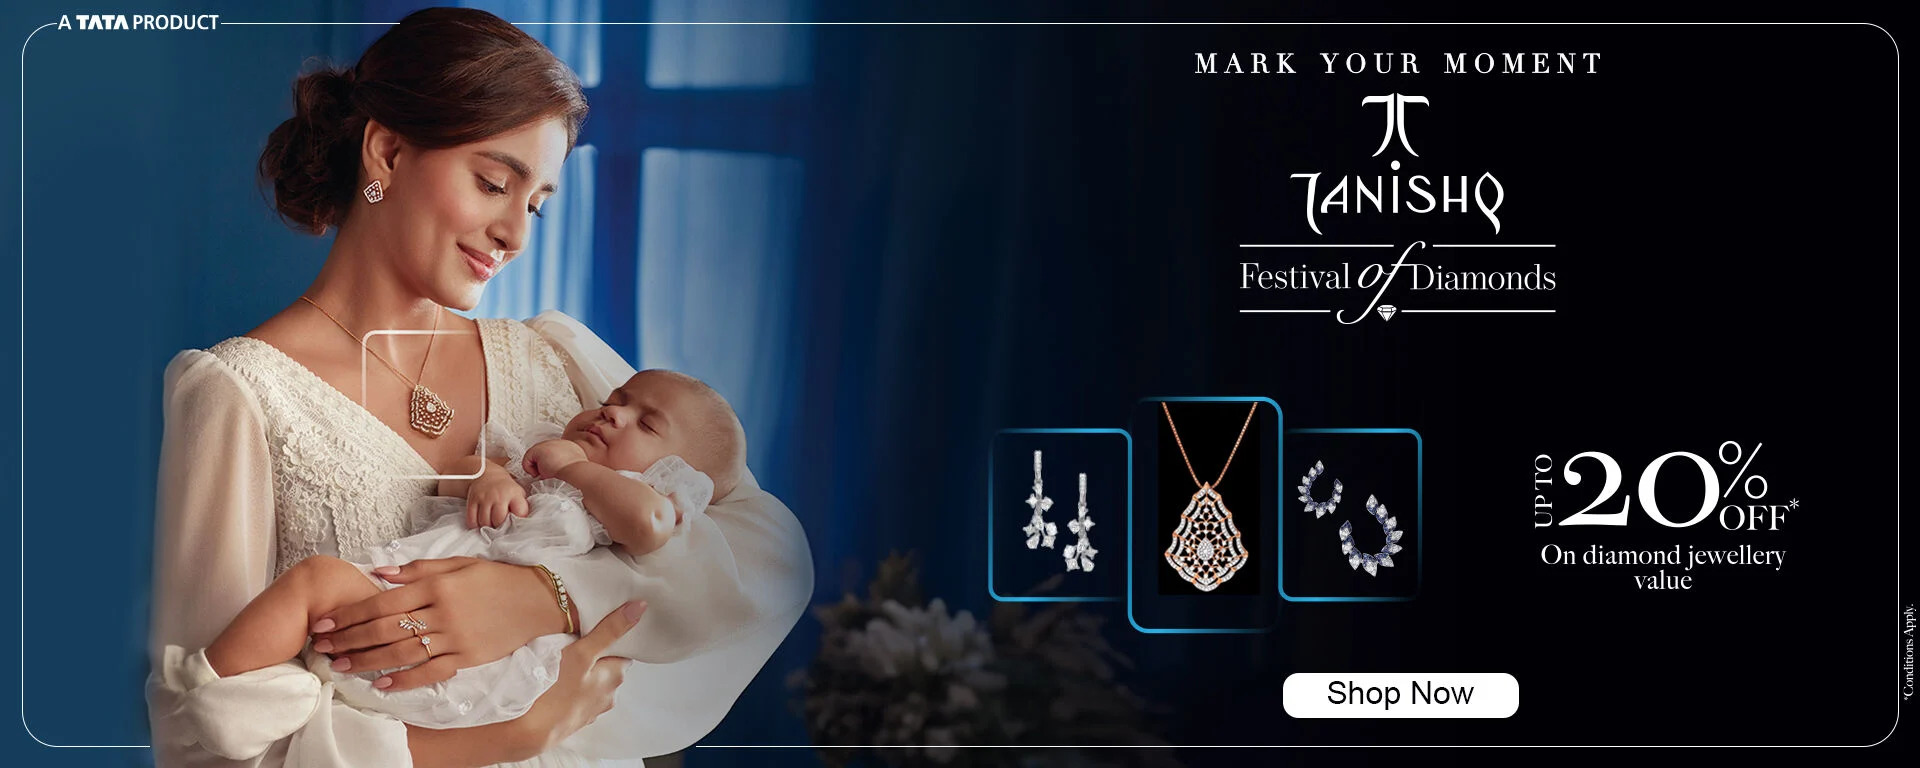 A TATA PRODUCT
MARK YOUR MOMENT
TANISHQ
Festival of Diamonds
UP TO 20% OFF*
On diamond jewellery
value
Shop Now
*Conditions Apply.